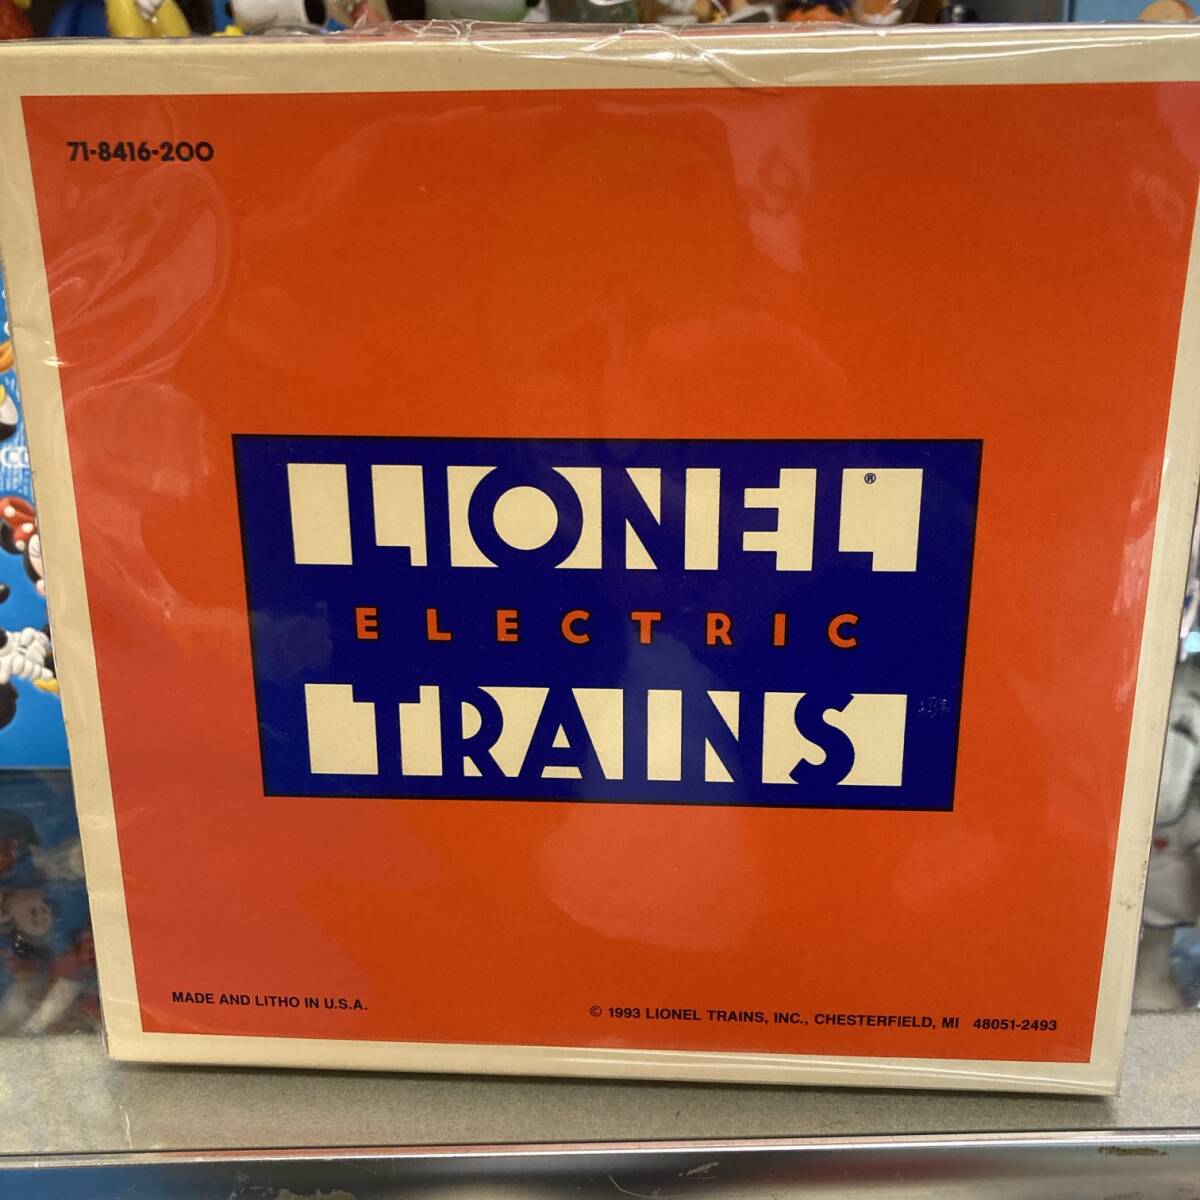 71-8416-200
LIONEL®
ELECTRIC
TRAINS
MADE AND LITHO IN U.S.A.
© 1993 LIONEL TRAINS, INC., CHESTERFIELD, MI 48051-2493